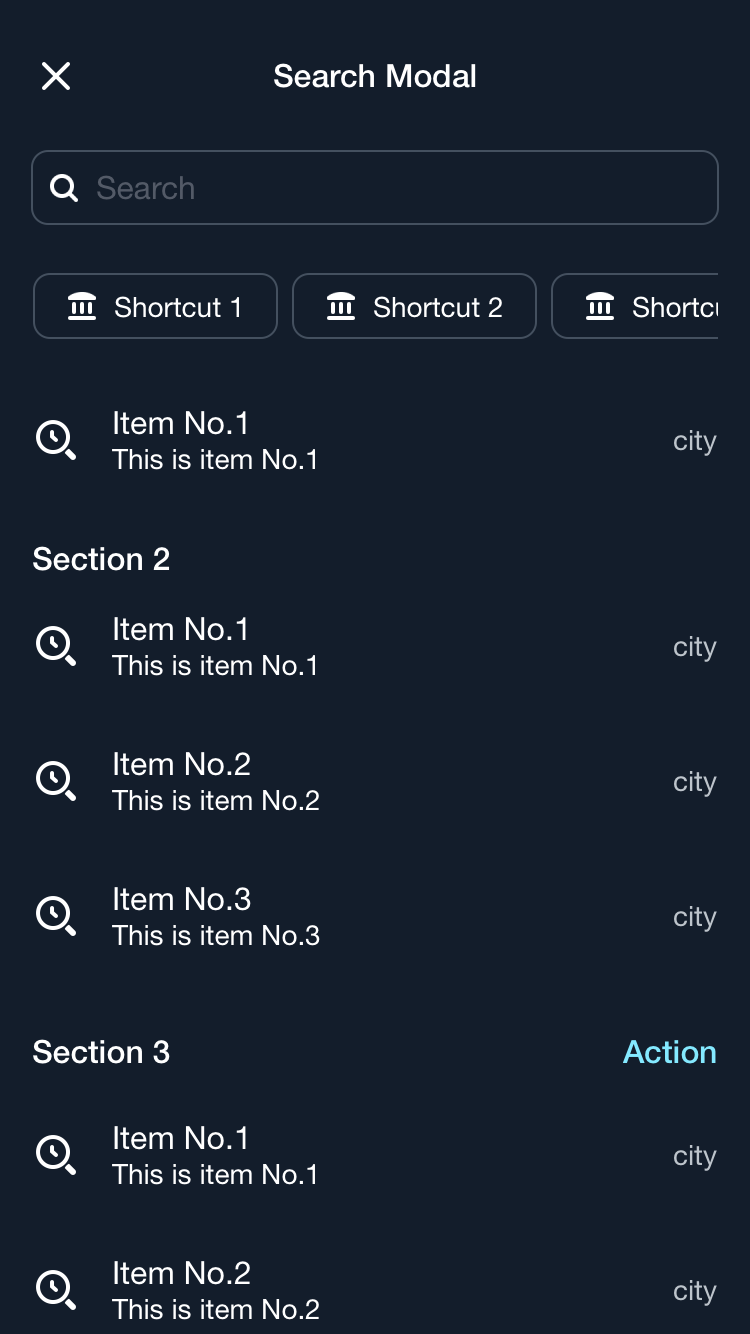 Search Modal
Search
Shortcut 1 Shortcut 2 Shortcu
Item No.1
This is item No.1
city
Section 2
Item No.1
This is item No.1
city
Item No.2
This is item No.2
city
Item No.3
This is item No.3
city
Section 3 Action
Item No.1
This is item No.1
city
Item No.2
This is item No.2
city